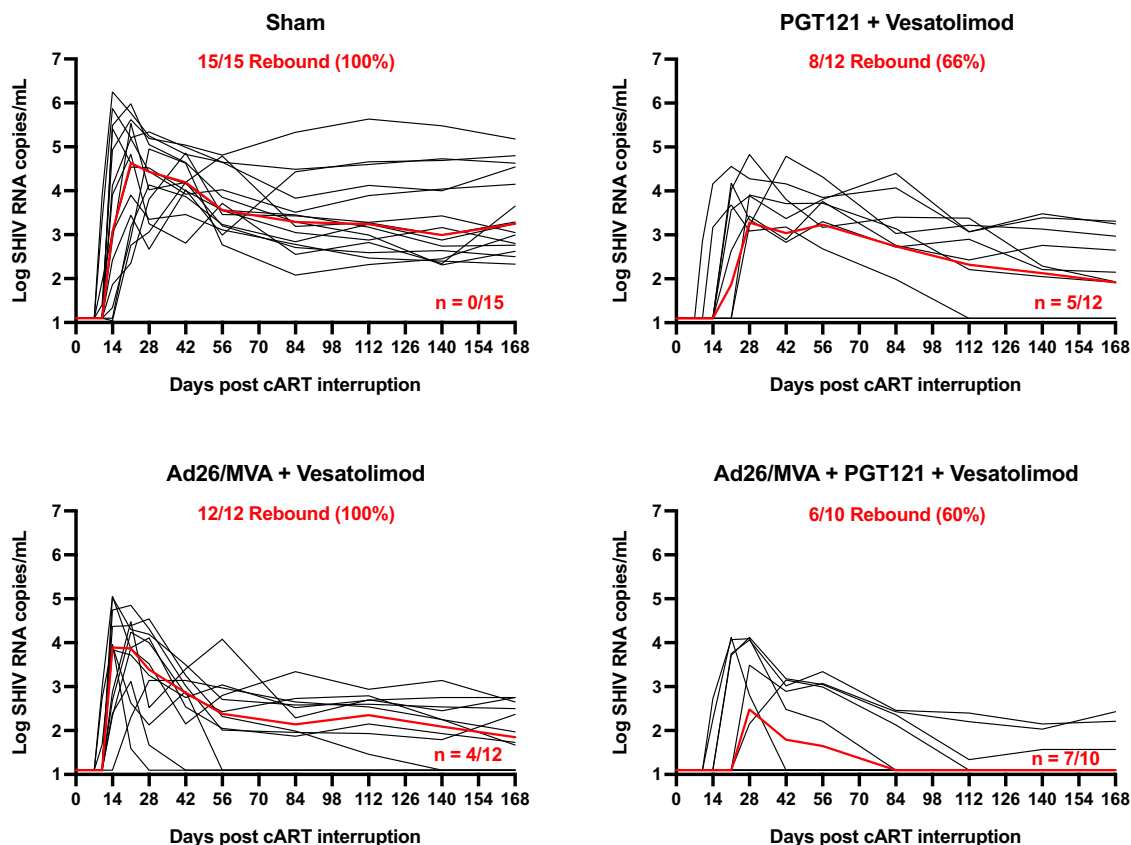 Sham
15/15 Rebound (100%)
Log SHIV RNA copies/mL
7
6
5
4
3
2
1
n = 0/15
0 14 28 42 56 70 84 98 112 126 140 154 168
Days post cART interruption
PGT121 + Vesatolimod
8/12 Rebound (66%)
Log SHIV RNA copies/mL
7
6
5
4
3
2
1
n = 5/12
0 14 28 42 56 70 84 98 112 126 140 154 168
Days post cART interruption
Ad26/MVA + Vesatolimod
12/12 Rebound (100%)
Log SHIV RNA copies/mL
7
6
5
4
3
2
1
n = 4/12
0 14 28 42 56 70 84 98 112 126 140 154 168
Days post cART interruption
Ad26/MVA + PGT121 + Vesatolimod
6/10 Rebound (60%)
Log SHIV RNA copies/mL
7
6
5
4
3
2
1
n = 7/10
0 14 28 42 56 70 84 98 112 126 140 154 168
Days post cART interruption